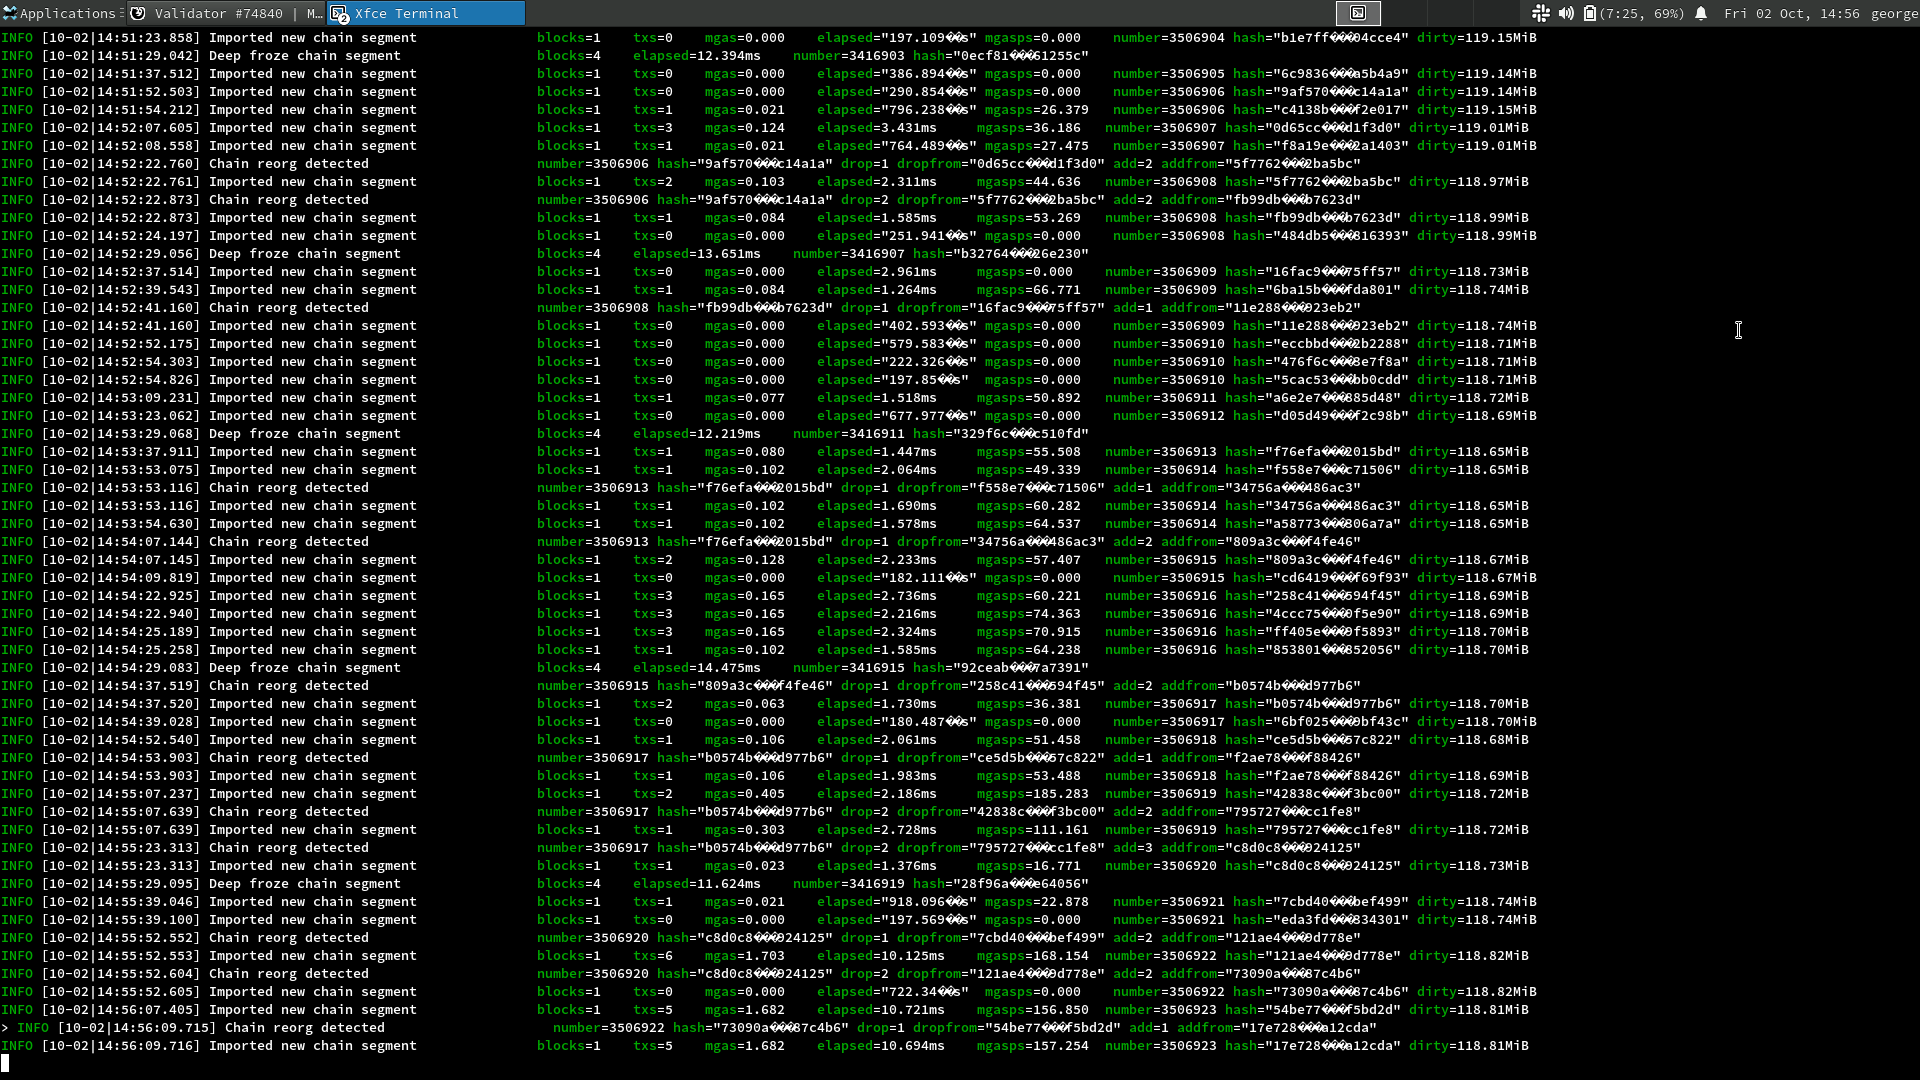 Applications Validator #74840 | M... Xfce Terminal (7:25, 69%) Fri 02 Oct, 14:56 george
INFO [10-02|14:51:23.858] Imported new chain segment blocks=1 txs=0 mgas=0.000 elapsed="197.109��s" mgasps=0.000 number=3506904 hash="b1e7ff���04cce4" dirty=119.15MiB
INFO [10-02|14:51:29.042] Deep froze chain segment blocks=4 elapsed=12.394ms number=3416903 hash="0ecf81���61255c"
INFO [10-02|14:51:37.512] Imported new chain segment blocks=1 txs=0 mgas=0.000 elapsed="386.894��s" mgasps=0.000 number=3506905 hash="6c9836���a5b4a9" dirty=119.14MiB
INFO [10-02|14:51:52.503] Imported new chain segment blocks=1 txs=0 mgas=0.000 elapsed="290.854��s" mgasps=0.000 number=3506906 hash="9af570���c14a1a" dirty=119.14MiB
INFO [10-02|14:51:54.212] Imported new chain segment blocks=1 txs=1 mgas=0.021 elapsed="796.238��s" mgasps=26.379 number=3506906 hash="c4138b���f2e017" dirty=119.15MiB
INFO [10-02|14:52:07.605] Imported new chain segment blocks=1 txs=3 mgas=0.124 elapsed=3.431ms mgasps=36.186 number=3506907 hash="0d65cc���d1f3d0" dirty=119.01MiB
INFO [10-02|14:52:08.558] Imported new chain segment blocks=1 txs=1 mgas=0.021 elapsed="764.489��s" mgasps=27.475 number=3506907 hash="f8a19e���2a1403" dirty=119.01MiB
INFO [10-02|14:52:22.760] Chain reorg detected number=3506906 hash="9af570���c14a1a" drop=1 dropfrom="0d65cc���d1f3d0" add=2 addfrom="5f7762���2ba5bc"
INFO [10-02|14:52:22.761] Imported new chain segment blocks=1 txs=2 mgas=0.103 elapsed=2.311ms mgasps=44.636 number=3506908 hash="5f7762���2ba5bc" dirty=118.97MiB
INFO [10-02|14:52:22.873] Chain reorg detected number=3506906 hash="9af570���c14a1a" drop=2 dropfrom="5f7762���2ba5bc" add=2 addfrom="fb99db���b7623d"
INFO [10-02|14:52:22.873] Imported new chain segment blocks=1 txs=1 mgas=0.084 elapsed=1.585ms mgasps=53.269 number=3506908 hash="fb99db���b7623d" dirty=118.99MiB
INFO [10-02|14:52:24.197] Imported new chain segment blocks=1 txs=0 mgas=0.000 elapsed="251.941��s" mgasps=0.000 number=3506908 hash="484db5���816393" dirty=118.99MiB
INFO [10-02|14:52:29.056] Deep froze chain segment blocks=4 elapsed=13.651ms number=3416907 hash="b32764���26e230"
INFO [10-02|14:52:37.514] Imported new chain segment blocks=1 txs=0 mgas=0.000 elapsed=2.961ms mgasps=0.000 number=3506909 hash="16fac9���75ff57" dirty=118.73MiB
INFO [10-02|14:52:39.543] Imported new chain segment blocks=1 txs=1 mgas=0.084 elapsed=1.264ms mgasps=66.771 number=3506909 hash="6ba15b���fda801" dirty=118.74MiB
INFO [10-02|14:52:41.160] Chain reorg detected number=3506908 hash="fb99db���b7623d" drop=1 dropfrom="16fac9���75ff57" add=1 addfrom="11e288���923eb2"
INFO [10-02|14:52:41.160] Imported new chain segment blocks=1 txs=0 mgas=0.000 elapsed="402.593��s" mgasps=0.000 number=3506909 hash="11e288���923eb2" dirty=118.74MiB
INFO [10-02|14:52:52.175] Imported new chain segment blocks=1 txs=0 mgas=0.000 elapsed="579.583��s" mgasps=0.000 number=3506910 hash="eccbbd���2b2288" dirty=118.71MiB
INFO [10-02|14:52:54.303] Imported new chain segment blocks=1 txs=0 mgas=0.000 elapsed="222.326��s" mgasps=0.000 number=3506910 hash="476f6c���8e7f8a" dirty=118.71MiB
INFO [10-02|14:52:54.826] Imported new chain segment blocks=1 txs=0 mgas=0.000 elapsed="197.85��s" mgasps=0.000 number=3506910 hash="5cac53���bb0cdd" dirty=118.71MiB
INFO [10-02|14:53:09.231] Imported new chain segment blocks=1 txs=1 mgas=0.077 elapsed=1.518ms mgasps=50.892 number=3506911 hash="a6e2e7���885d48" dirty=118.72MiB
INFO [10-02|14:53:23.062] Imported new chain segment blocks=1 txs=0 mgas=0.000 elapsed="677.977��s" mgasps=0.000 number=3506912 hash="d05d49���f2c98b" dirty=118.69MiB
INFO [10-02|14:53:29.068] Deep froze chain segment blocks=4 elapsed=12.219ms number=3416911 hash="329f6c���c510fd"
INFO [10-02|14:53:37.911] Imported new chain segment blocks=1 txs=1 mgas=0.080 elapsed=1.447ms mgasps=55.508 number=3506913 hash="f76efa���2015bd" dirty=118.65MiB
INFO [10-02|14:53:53.075] Imported new chain segment blocks=1 txs=1 mgas=0.102 elapsed=2.064ms mgasps=49.339 number=3506914 hash="f558e7���c71506" dirty=118.65MiB
INFO [10-02|14:53:53.116] Chain reorg detected number=3506913 hash="f76efa���2015bd" drop=1 dropfrom="f558e7���c71506" add=1 addfrom="34756a���486ac3"
INFO [10-02|14:53:53.116] Imported new chain segment blocks=1 txs=1 mgas=0.102 elapsed=1.690ms mgasps=60.282 number=3506914 hash="34756a���486ac3" dirty=118.65MiB
INFO [10-02|14:53:54.630] Imported new chain segment blocks=1 txs=1 mgas=0.102 elapsed=1.578ms mgasps=64.537 number=3506914 hash="a58773���806a7a" dirty=118.65MiB
INFO [10-02|14:54:07.144] Chain reorg detected number=3506913 hash="f76efa���2015bd" drop=1 dropfrom="34756a���486ac3" add=2 addfrom="809a3c���f4fe46"
INFO [10-02|14:54:07.145] Imported new chain segment blocks=1 txs=2 mgas=0.128 elapsed=2.233ms mgasps=57.407 number=3506915 hash="809a3c���f4fe46" dirty=118.67MiB
INFO [10-02|14:54:09.819] Imported new chain segment blocks=1 txs=0 mgas=0.000 elapsed="182.111��s" mgasps=0.000 number=3506915 hash="cd6419���f69f93" dirty=118.67MiB
INFO [10-02|14:54:22.925] Imported new chain segment blocks=1 txs=3 mgas=0.165 elapsed=2.736ms mgasps=60.221 number=3506916 hash="258c41���594f45" dirty=118.69MiB
INFO [10-02|14:54:22.940] Imported new chain segment blocks=1 txs=3 mgas=0.165 elapsed=2.216ms mgasps=74.363 number=3506916 hash="4ccc75���0f5e90" dirty=118.69MiB
INFO [10-02|14:54:25.189] Imported new chain segment blocks=1 txs=3 mgas=0.165 elapsed=2.324ms mgasps=70.915 number=3506916 hash="ff405e���9f5893" dirty=118.70MiB
INFO [10-02|14:54:25.258] Imported new chain segment blocks=1 txs=1 mgas=0.102 elapsed=1.585ms mgasps=64.238 number=3506916 hash="853801���852056" dirty=118.70MiB
INFO [10-02|14:54:29.083] Deep froze chain segment blocks=4 elapsed=14.475ms number=3416915 hash="92ceab���7a7391"
INFO [10-02|14:54:37.519] Chain reorg detected number=3506915 hash="809a3c���f4fe46" drop=1 dropfrom="258c41���594f45" add=2 addfrom="b0574b���d977b6"
INFO [10-02|14:54:37.520] Imported new chain segment blocks=1 txs=2 mgas=0.063 elapsed=1.730ms mgasps=36.381 number=3506917 hash="b0574b���d977b6" dirty=118.70MiB
INFO [10-02|14:54:39.028] Imported new chain segment blocks=1 txs=0 mgas=0.000 elapsed="180.487��s" mgasps=0.000 number=3506917 hash="6bf025���9bf43c" dirty=118.70MiB
INFO [10-02|14:54:52.540] Imported new chain segment blocks=1 txs=1 mgas=0.106 elapsed=2.061ms mgasps=51.458 number=3506918 hash="ce5d5b���57c822" dirty=118.68MiB
INFO [10-02|14:54:53.903] Chain reorg detected number=3506917 hash="b0574b���d977b6" drop=1 dropfrom="ce5d5b���57c822" add=1 addfrom="f2ae78���f88426"
INFO [10-02|14:54:53.903] Imported new chain segment blocks=1 txs=1 mgas=0.106 elapsed=1.983ms mgasps=53.488 number=3506918 hash="f2ae78���f88426" dirty=118.69MiB
INFO [10-02|14:55:07.237] Imported new chain segment blocks=1 txs=2 mgas=0.405 elapsed=2.186ms mgasps=185.283 number=3506919 hash="42838c���f3bc00" dirty=118.72MiB
INFO [10-02|14:55:07.639] Chain reorg detected number=3506917 hash="b0574b���d977b6" drop=2 dropfrom="42838c���f3bc00" add=2 addfrom="795727���cc1fe8"
INFO [10-02|14:55:07.639] Imported new chain segment blocks=1 txs=1 mgas=0.303 elapsed=2.728ms mgasps=111.161 number=3506919 hash="795727���cc1fe8" dirty=118.72MiB
INFO [10-02|14:55:23.313] Chain reorg detected number=3506917 hash="b0574b���d977b6" drop=2 dropfrom="795727���cc1fe8" add=3 addfrom="c8d0c8���924125"
INFO [10-02|14:55:23.313] Imported new chain segment blocks=1 txs=1 mgas=0.023 elapsed=1.376ms mgasps=16.771 number=3506920 hash="c8d0c8���924125" dirty=118.73MiB
INFO [10-02|14:55:29.095] Deep froze chain segment blocks=4 elapsed=11.624ms number=3416919 hash="28f96a���e64056"
INFO [10-02|14:55:39.046] Imported new chain segment blocks=1 txs=1 mgas=0.021 elapsed="918.096��s" mgasps=22.878 number=3506921 hash="7cbd40���bef499" dirty=118.74MiB
INFO [10-02|14:55:39.100] Imported new chain segment blocks=1 txs=0 mgas=0.000 elapsed="197.569��s" mgasps=0.000 number=3506921 hash="eda3fd���834301" dirty=118.74MiB
INFO [10-02|14:55:52.552] Chain reorg detected number=3506920 hash="c8d0c8���924125" drop=1 dropfrom="7cbd40���bef499" add=2 addfrom="121ae4���9d778e"
INFO [10-02|14:55:52.553] Imported new chain segment blocks=1 txs=6 mgas=1.703 elapsed=10.125ms mgasps=168.154 number=3506922 hash="121ae4���9d778e" dirty=118.82MiB
INFO [10-02|14:55:52.604] Chain reorg detected number=3506920 hash="c8d0c8���924125" drop=2 dropfrom="121ae4���9d778e" add=2 addfrom="73090a���87c4b6"
INFO [10-02|14:55:52.605] Imported new chain segment blocks=1 txs=0 mgas=0.000 elapsed="722.34��s" mgasps=0.000 number=3506922 hash="73090a���87c4b6" dirty=118.82MiB
INFO [10-02|14:56:07.405] Imported new chain segment blocks=1 txs=5 mgas=1.682 elapsed=10.721ms mgasps=156.850 number=3506923 hash="54be77���f5bd2d" dirty=118.81MiB
> INFO [10-02|14:56:09.715] Chain reorg detected number=3506922 hash="73090a���87c4b6" drop=1 dropfrom="54be77���f5bd2d" add=1 addfrom="17e728���a12cda"
INFO [10-02|14:56:09.716] Imported new chain segment blocks=1 txs=5 mgas=1.682 elapsed=10.694ms mgasps=157.254 number=3506923 hash="17e728���a12cda" dirty=118.81MiB